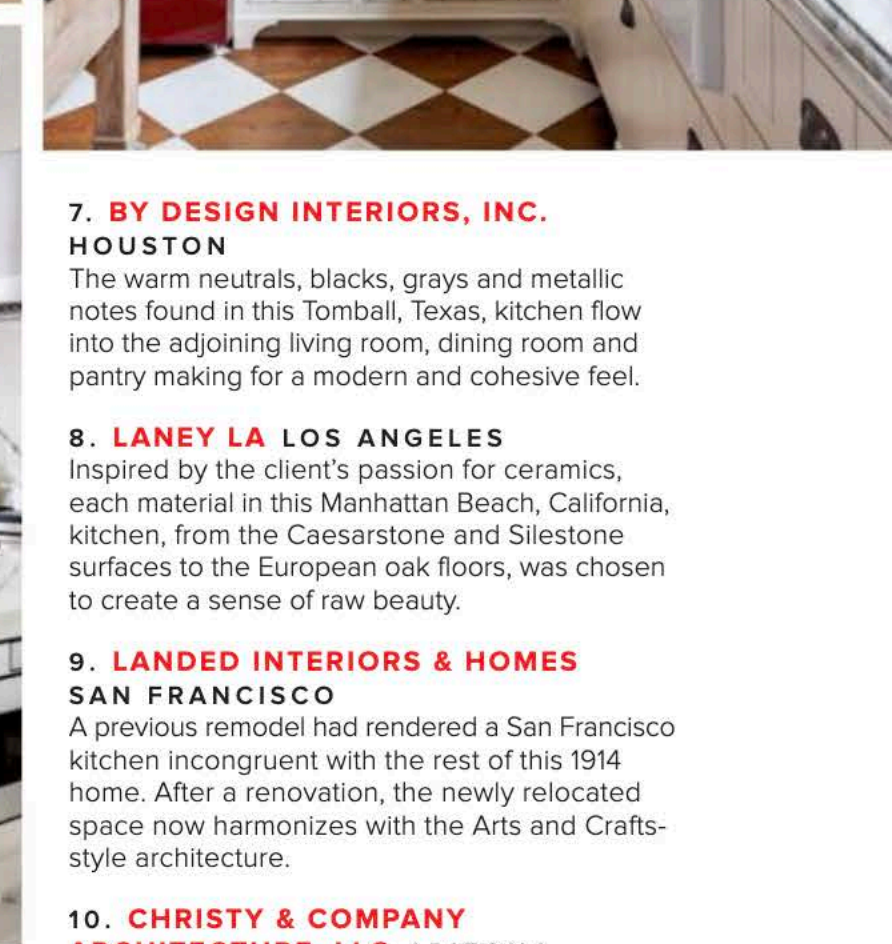 7. BY DESIGN INTERIORS, INC.
HOUSTON
The warm neutrals, blacks, grays and metallic
notes found in this Tomball, Texas, kitchen flow
into the adjoining living room, dining room and
pantry making for a modern and cohesive feel.
8. LANEY LA LOS ANGELES
Inspired by the client’s passion for ceramics,
each material in this Manhattan Beach, California,
kitchen, from the Caesarstone and Silestone
surfaces to the European oak floors, was chosen
to create a sense of raw beauty.
9. LANDED INTERIORS & HOMES
SAN FRANCISCO
A previous remodel had rendered a San Francisco
kitchen incongruent with the rest of this 1914
home. After a renovation, the newly relocated
space now harmonizes with the Arts and Crafts-
style architecture.
10. CHRISTY & COMPANY